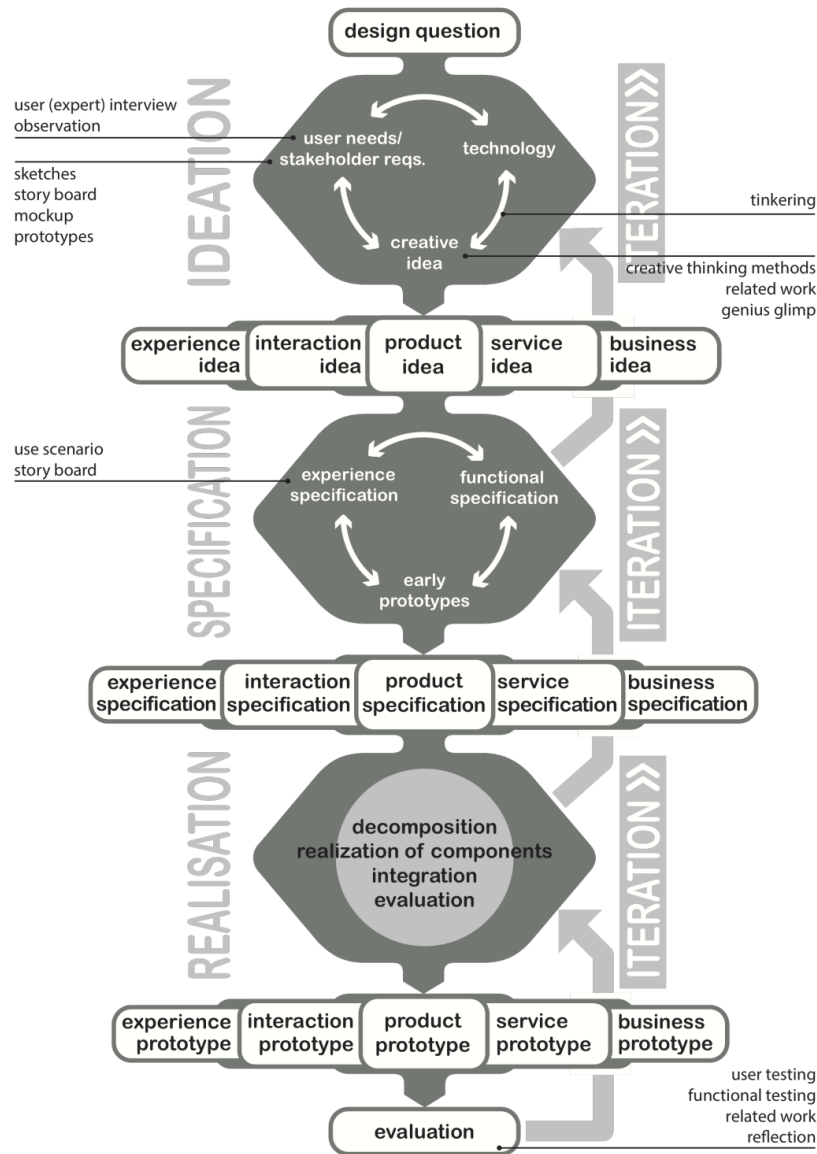 design question
IDEATION
user (expert) interview
observation
sketches
story board
mockup
prototypes
user needs/
stakeholder reqs.
technology
creative
idea
ITERATION >>
tinkering
creative thinking methods
related work
genius glimp
experience
idea
interaction
idea
product
idea
service
idea
business
idea
SPECIFICATION
use scenario
story board
experience
specification
functional
specification
early
prototypes
ITERATION >>
experience
specification
interaction
specification
product
specification
service
specification
business
specification
REALISATION
decomposition
realization of components
integration
evaluation
ITERATION >>
experience
prototype
interaction
prototype
product
prototype
service
prototype
business
prototype
evaluation
user testing
functional testing
related work
reflection